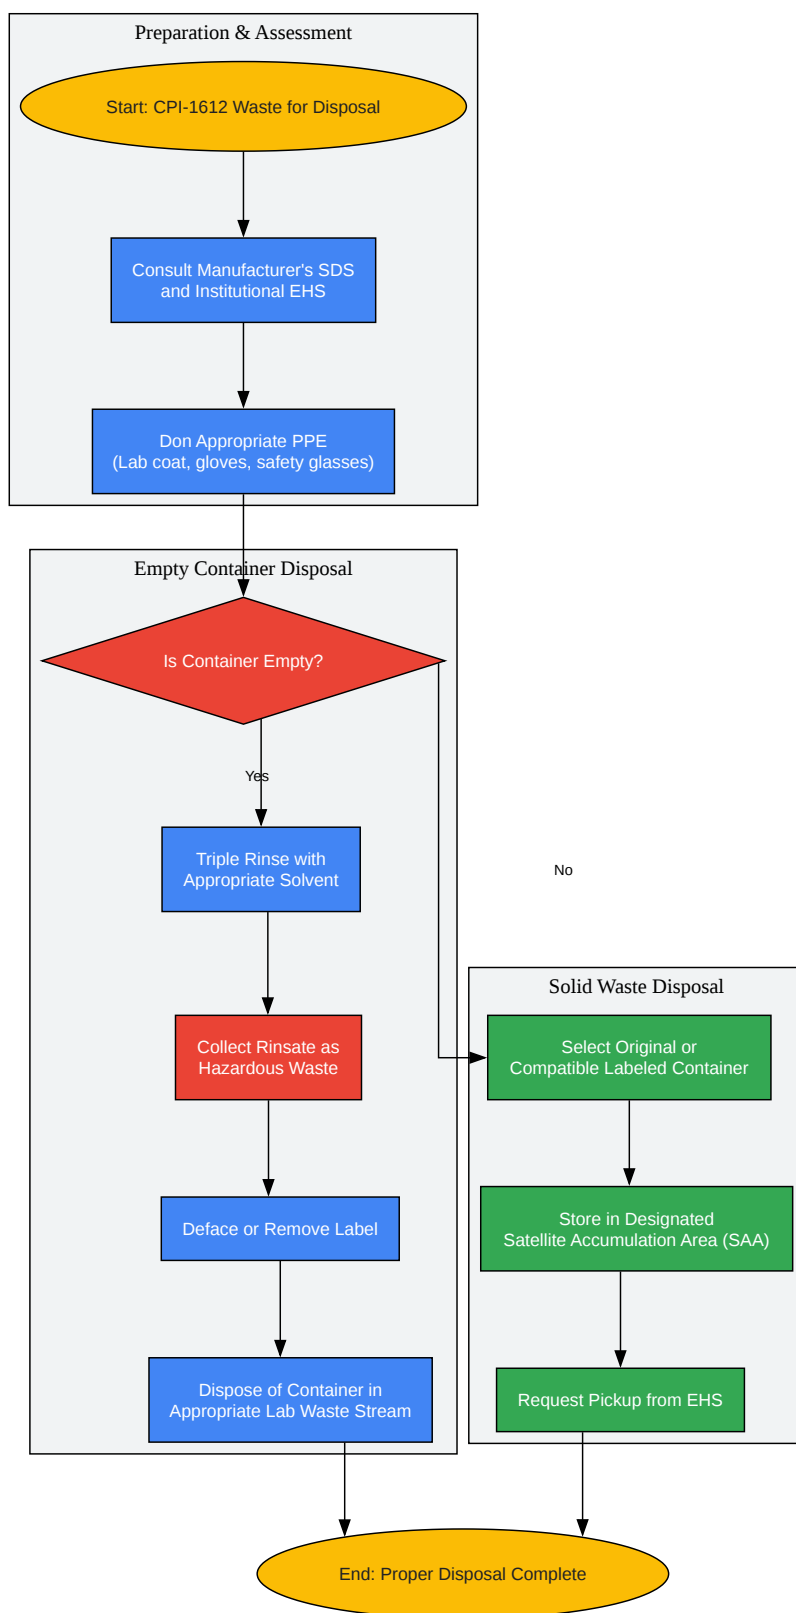 Preparation & Assessment
Start: CPI-1612 Waste for Disposal
Consult Manufacturer's SDS
and Institutional EHS
Don Appropriate PPE
(Lab coat, gloves, safety glasses)
Empty Container Disposal
Is Container Empty?
Yes
Triple Rinse with
Appropriate Solvent
No
Collect Rinsate as
Hazardous Waste
Deface or Remove Label
Dispose of Container in
Appropriate Lab Waste Stream
Solid Waste Disposal
Select Original or
Compatible Labeled Container
Store in Designated
Satellite Accumulation Area (SAA)
Request Pickup from EHS
End: Proper Disposal Complete